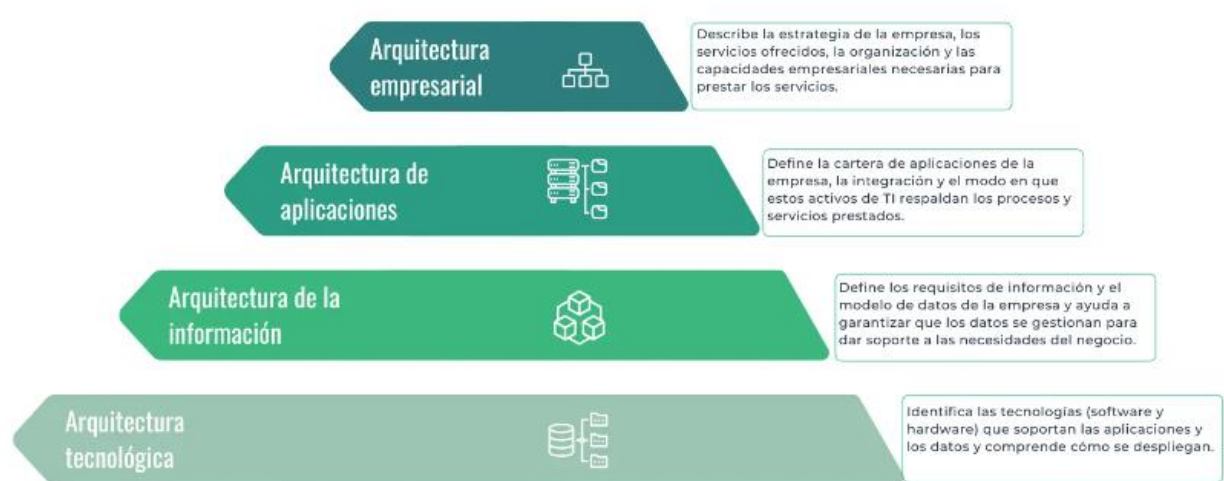 Arquitectura
empresarial
Describe la estrategia de la empresa, los
servicios ofrecidos, la organización y las
capacidades empresariales necesarias para
prestar los servicios.
Arquitectura de
aplicaciones
Define la cartera de aplicaciones de la
empresa, la integración y el modo en que
estos activos de TI respaldan los procesos y
servicios prestados.
Arquitectura de la
información
Define los requisitos de información y el
modelo de datos de la empresa y ayuda a
garantizar que los datos se gestionan para
dar soporte a las necesidades del negocio.
Arquitectura
tecnológica
Identifica las tecnologías (software y
hardware) que soportan las aplicaciones y
los datos y comprende cómo se despliegan.